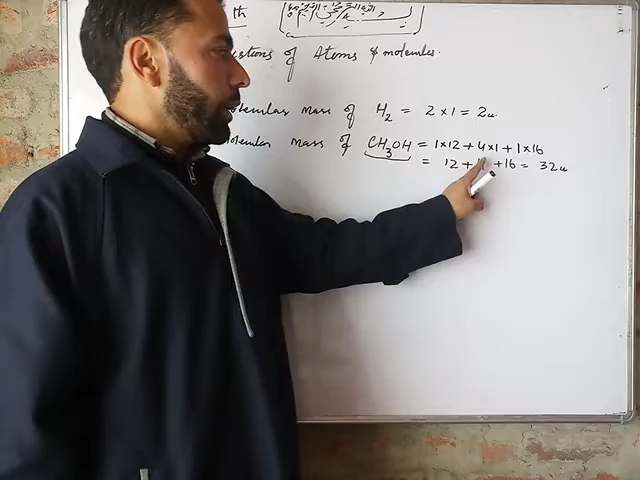 th
stions of Atoms & molecules.
olecular mass of H₂ = 2 × 1 = 2u
olecular mass of CH₃OH = 1×12 + 4×1 + 1×16
= 12 + + 16 = 32u